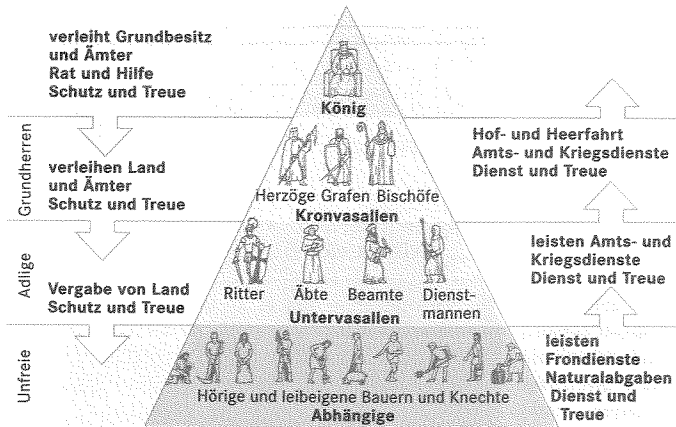 verleiht Grundbesitz
und Ämter
Rat und Hilfe
Schutz und Treue
König
Grundherren
verleihen Land
und Ämter
Schutz und Treue
Herzöge Grafen Bischöfe
Kronvasallen
Hof- und Heerfahrt
Amts- und Kriegsdienste
Dienst und Treue
Adlige
Vergabe von Land
Schutz und Treue
Ritter Äbte Beamte Dienst-
mannen
Untervasallen
leisten Amts- und
Kriegsdienste
Dienst und Treue
Unfreie
Hörige und leibeigene Bauern und Knechte
Abhängige
leisten
Frondienste
Naturalabgaben
Dienst und
Treue